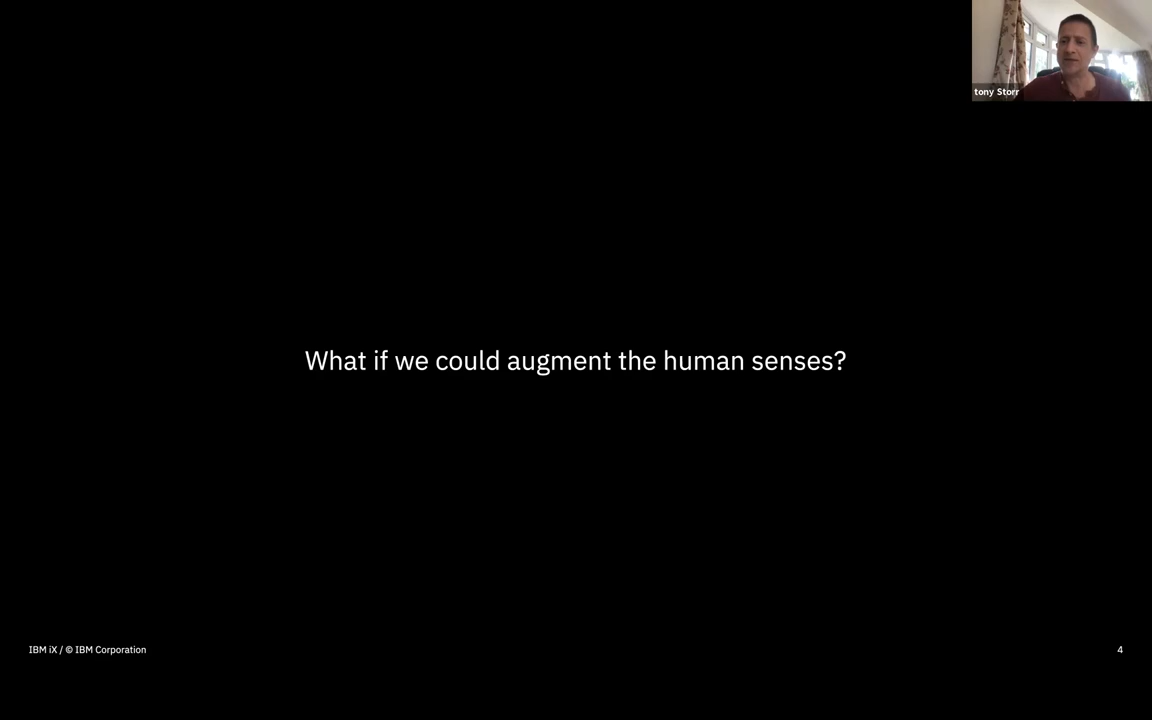 tony Storr
What if we could augment the human senses?
IBM iX / © IBM Corporation
4